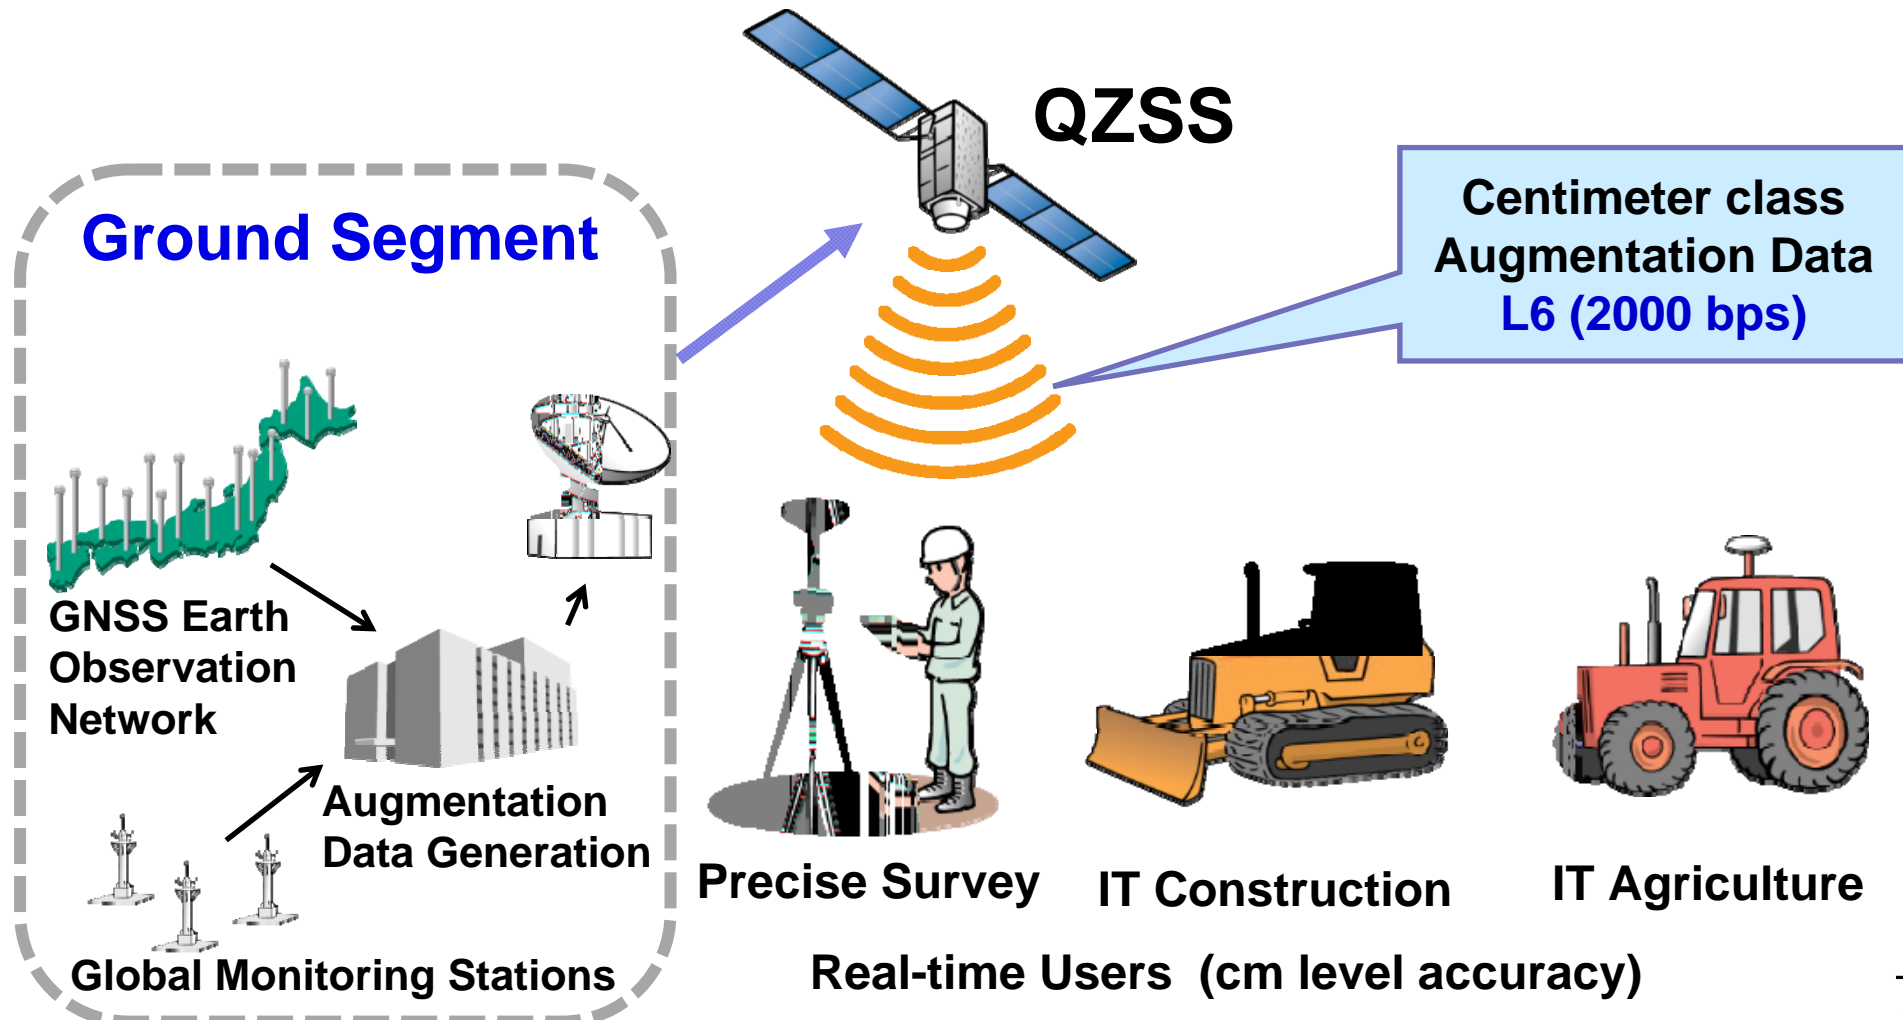 QZSS
Ground Segment
Centimeter class
Augmentation Data
L6 (2000 bps)
GNSS Earth
Observation
Network
Augmentation
Data Generation
Global Monitoring Stations
Precise Survey
IT Construction
IT Agriculture
Real-time Users (cm level accuracy)